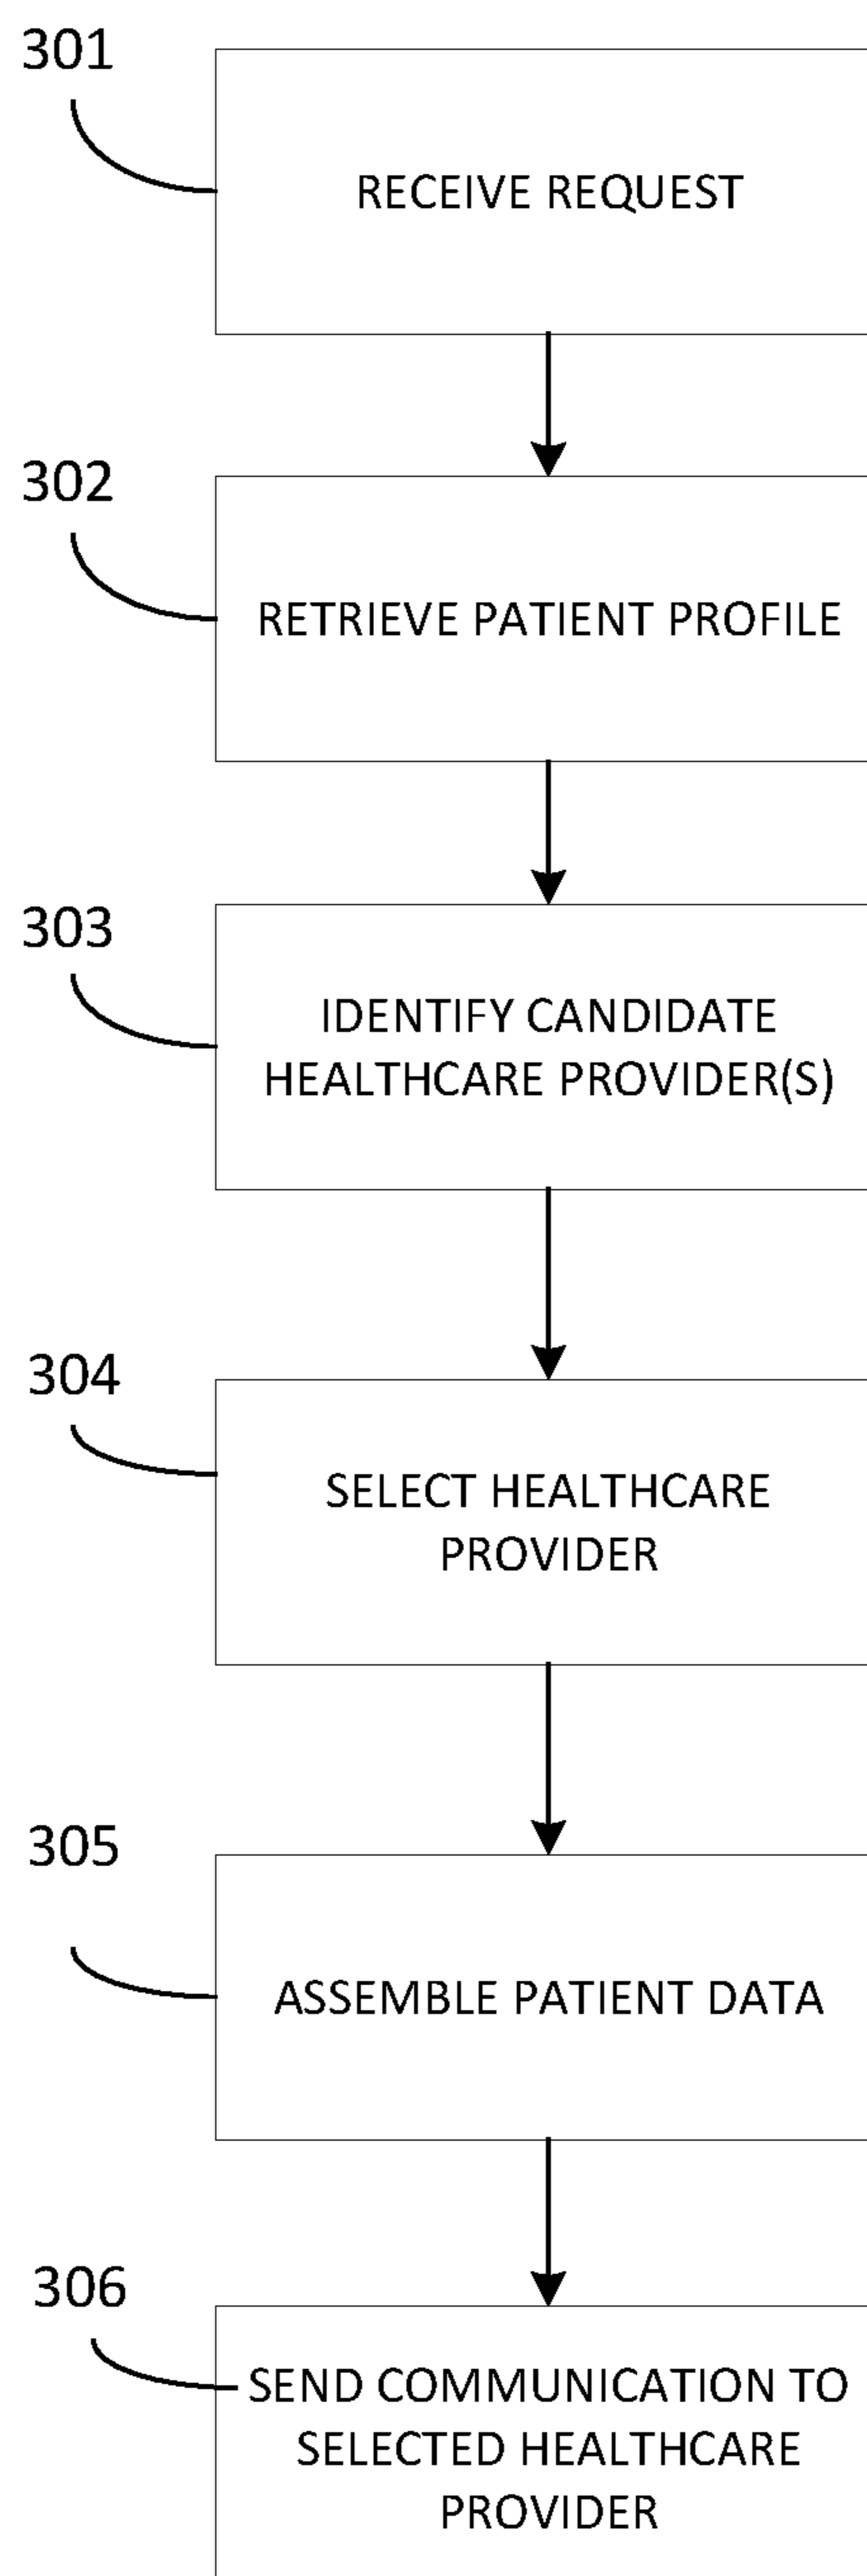 301
RECEIVE REQUEST
302
RETRIEVE PATIENT PROFILE
303
IDENTIFY CANDIDATE
HEALTHCARE PROVIDER(S)
304
SELECT HEALTHCARE
PROVIDER
305
ASSEMBLE PATIENT DATA
306
SEND COMMUNICATION TO
SELECTED HEALTHCARE
PROVIDER